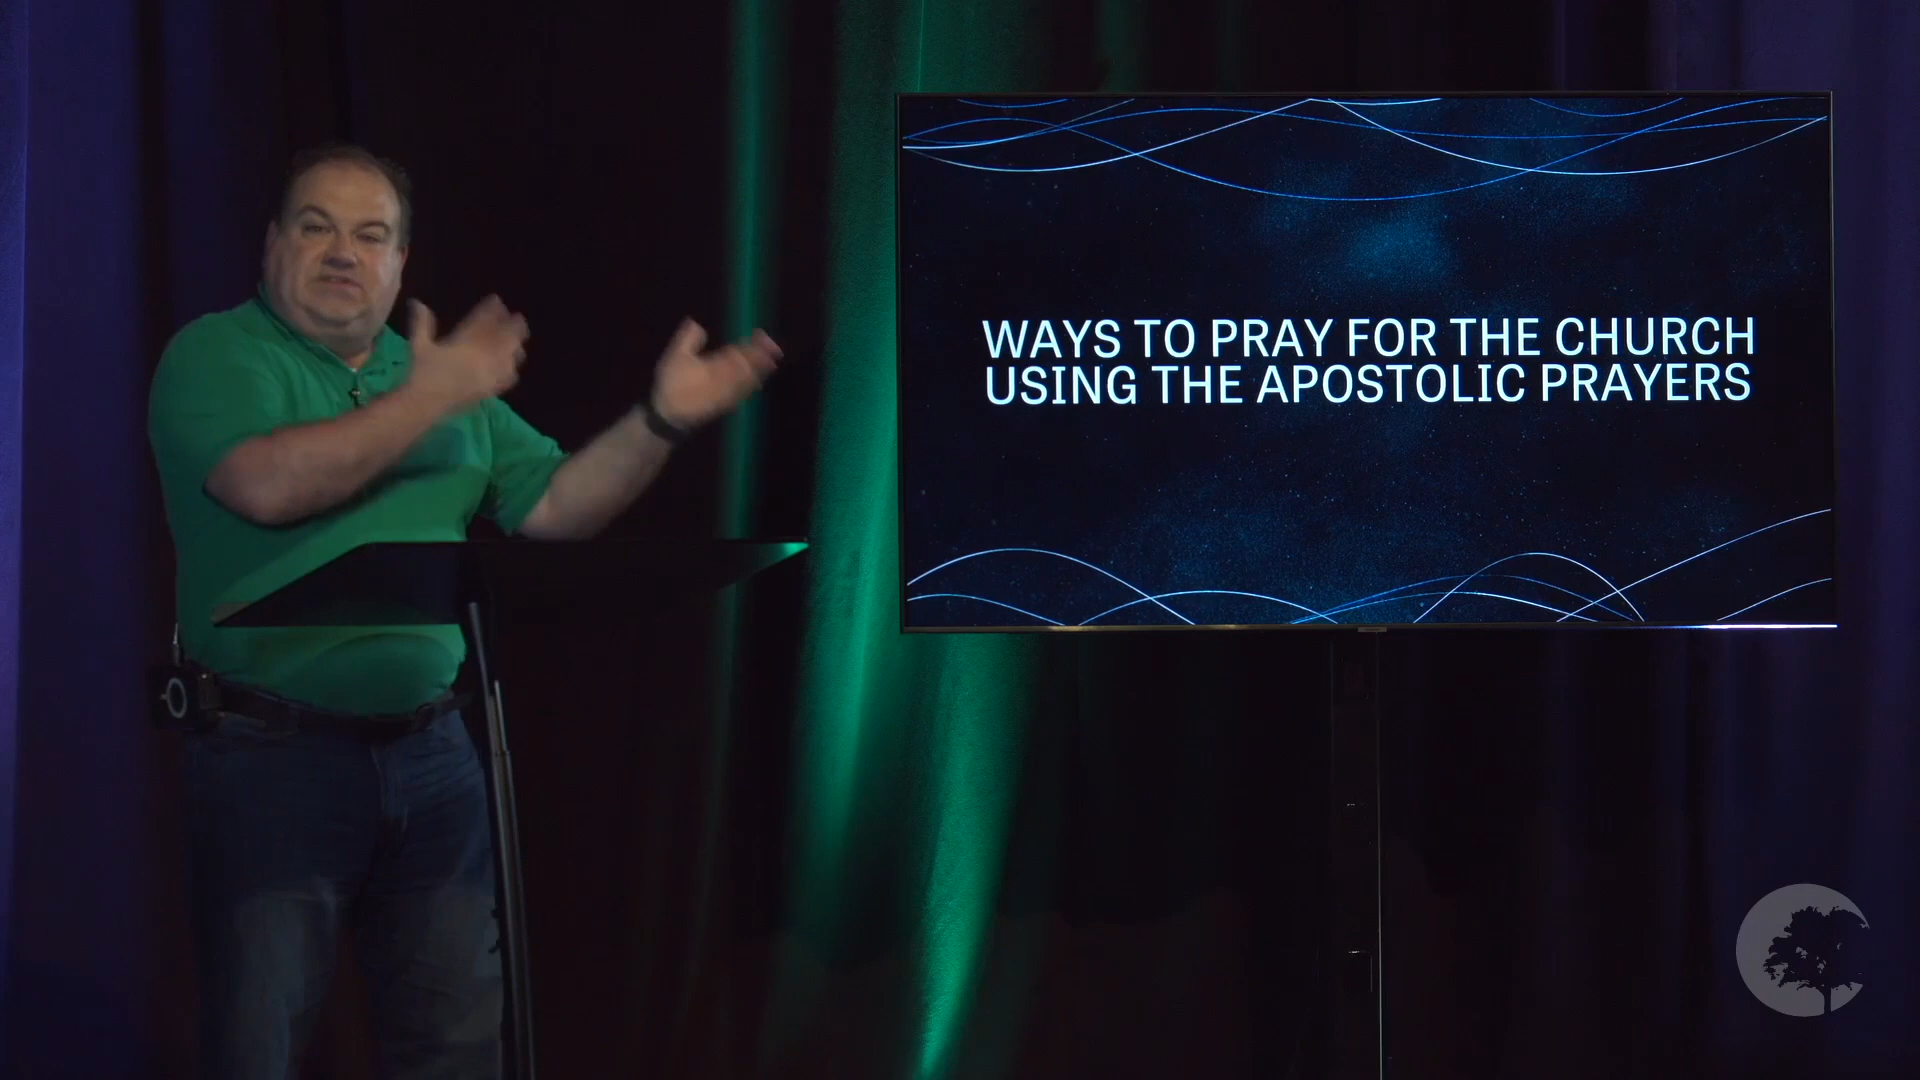 WAYS TO PRAY FOR THE CHURCH
USING THE APOSTOLIC PRAYERS